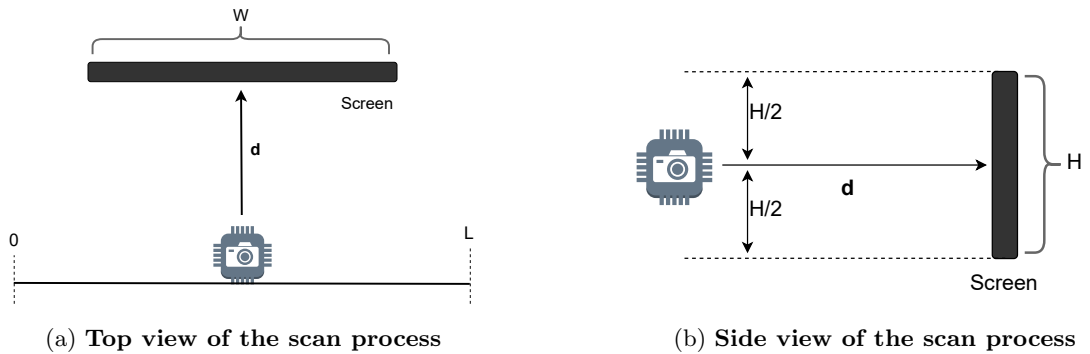 W
Screen
d
0
L
(a) Top view of the scan process
H/2
H
d
H/2
Screen
(b) Side view of the scan process